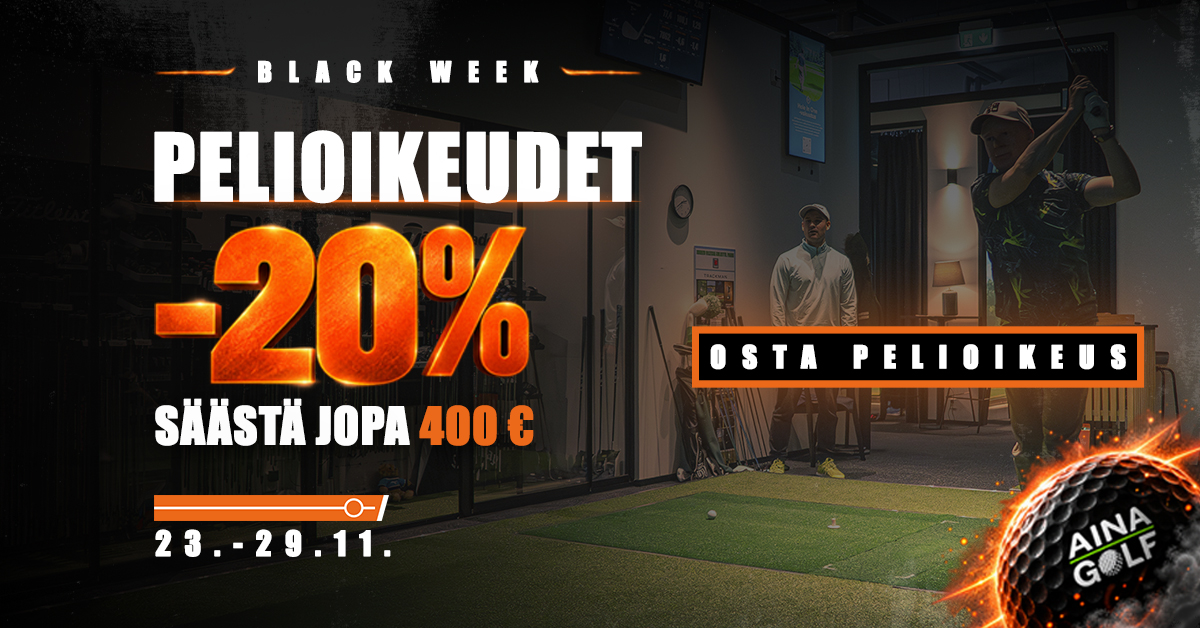 BLACK WEEK
PELIOIKEUDET
-20%
SÄÄSTÄ JOPA 400 €
23.-29.11.
OSTA PELIOIKEUS
AINA
GOLF